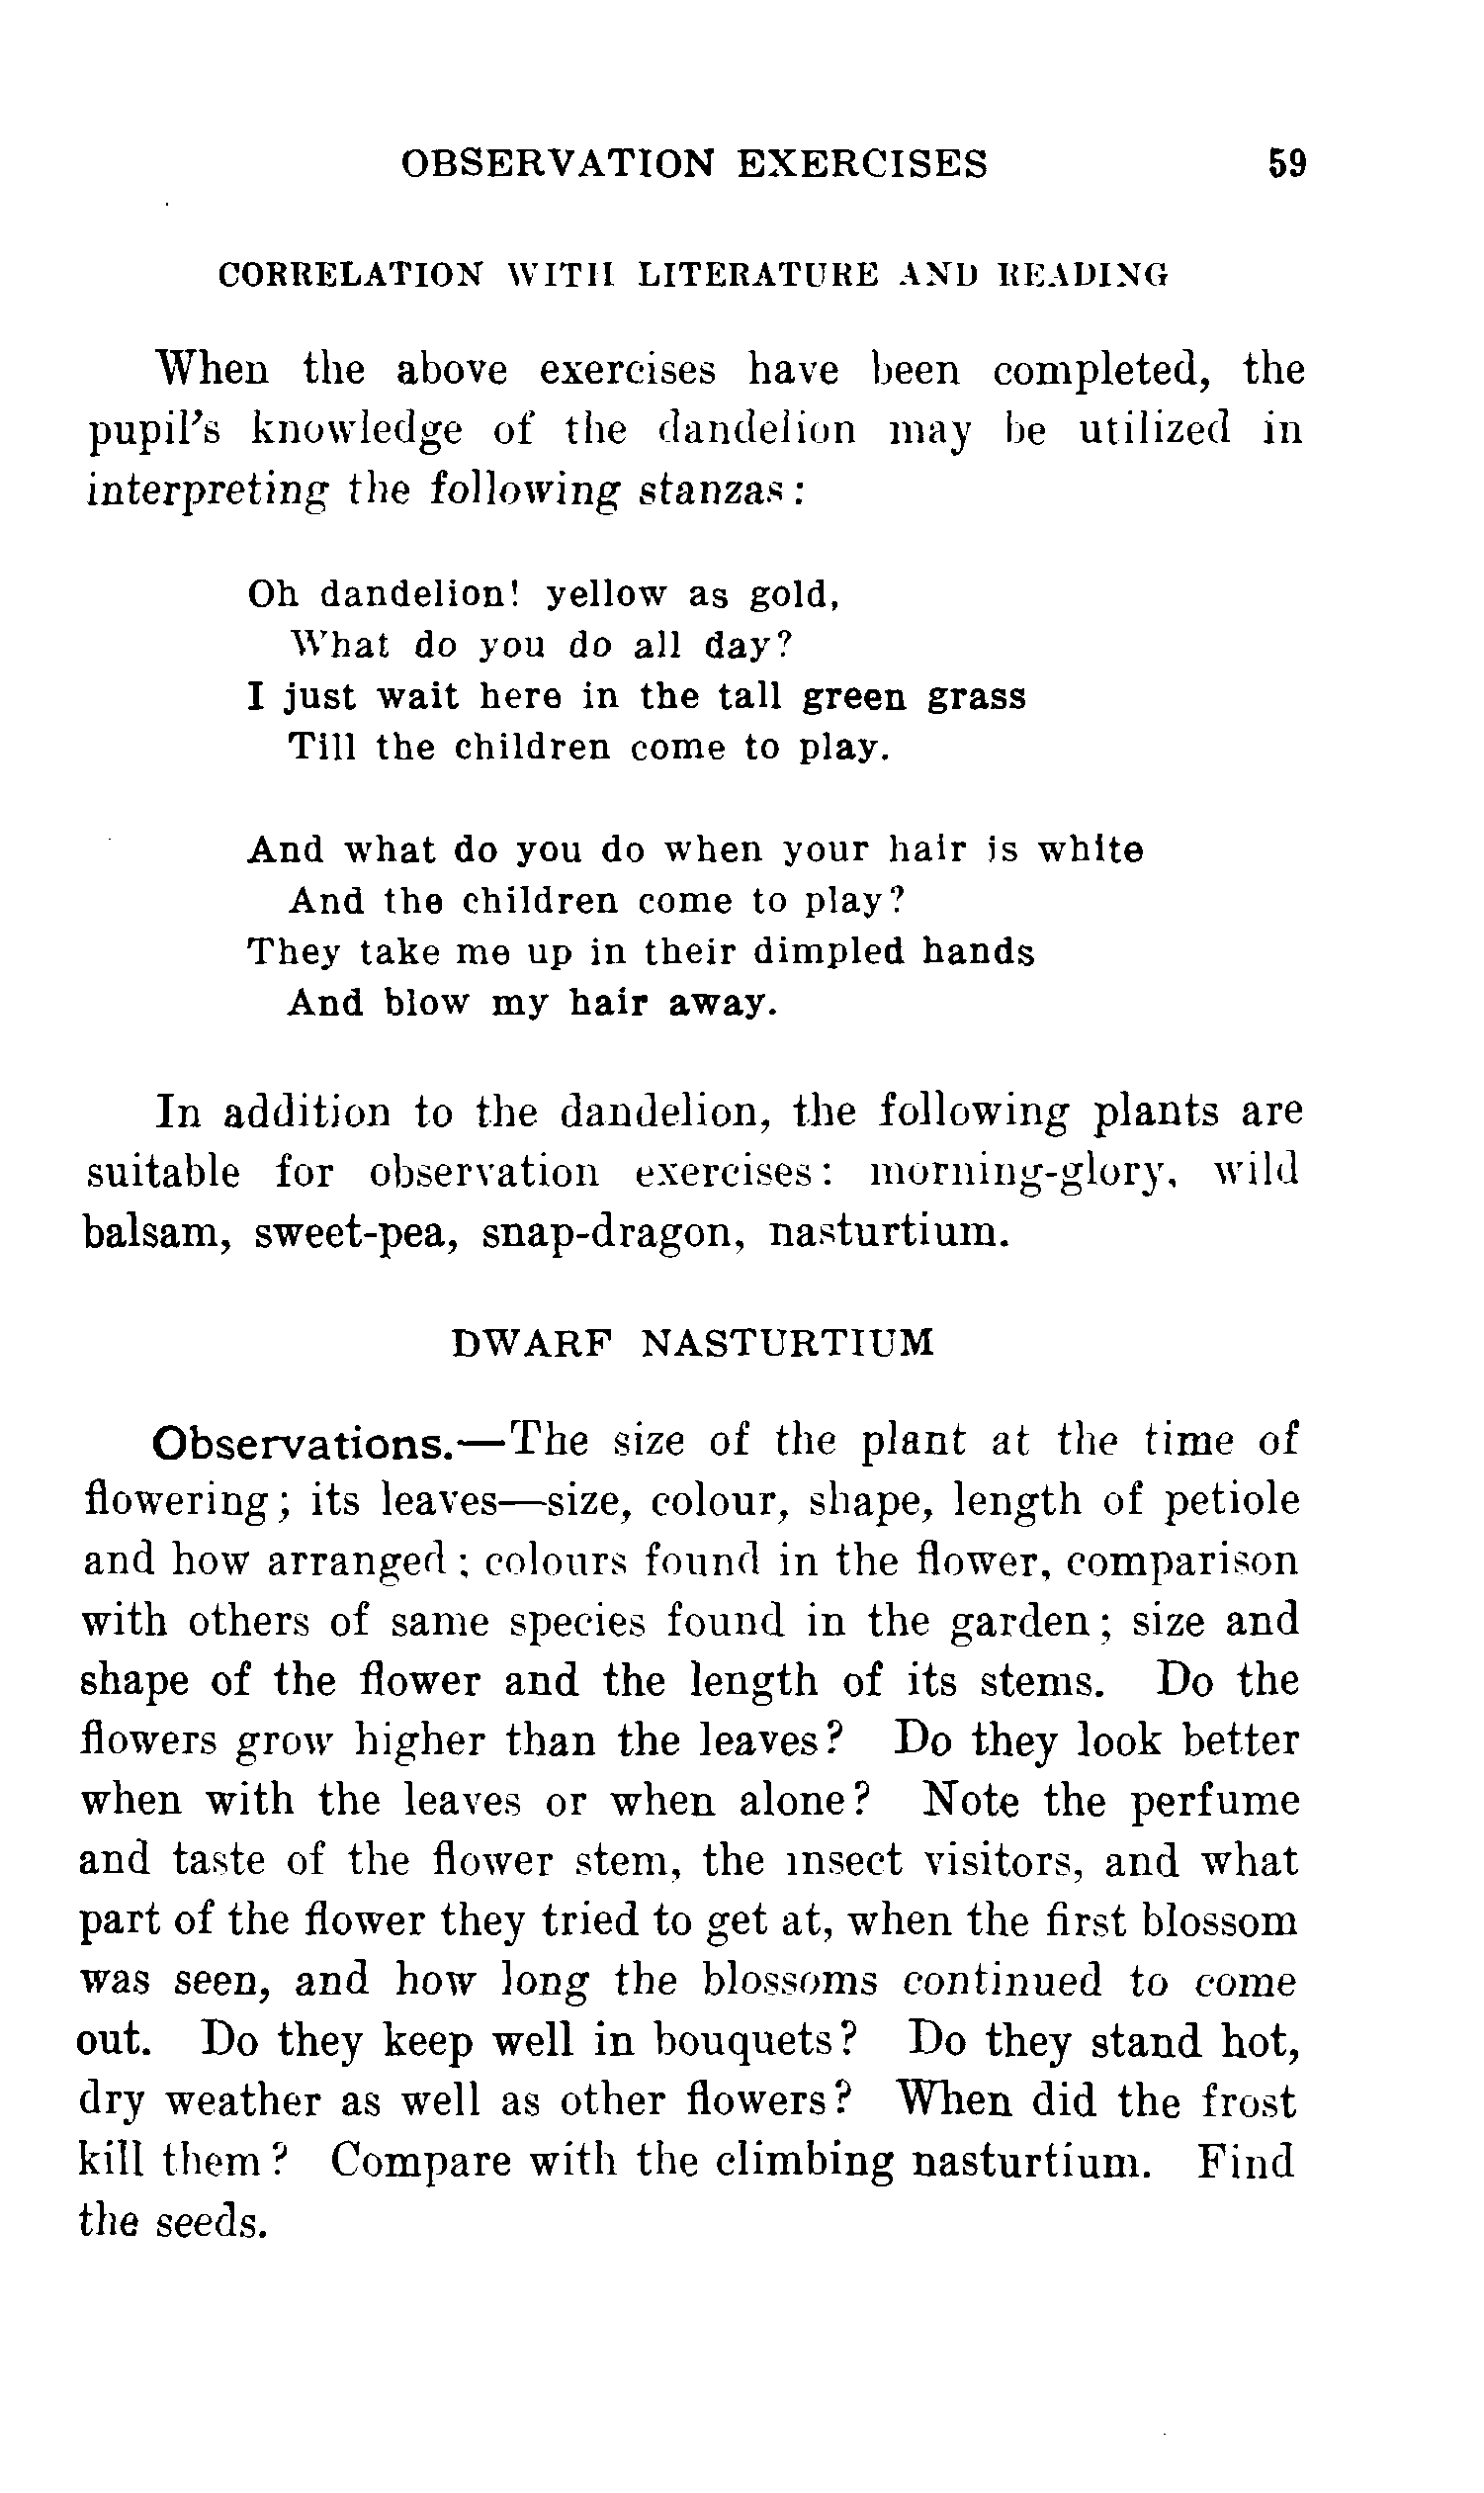 OBSERVATION EXERCISES 59
CORRELATION WITH LITERATURE AND READING
When the above exercises have been completed, the
pupil's knowledge of the dandelion may be utilized in
interpreting the following stanzas:
Oh dandelion! yellow as gold,
What do you do all day?
I just wait here in the tall green grass
Till the children come to play.
And what do you do when your hair is white
And the children come to play?
They take me up in their dimpled hands
And blow my hair away.
In addition to the dandelion, the following plants are
suitable for observation exercises: morning-glory, wild
balsam, sweet-pea, snap-dragon, nasturtium.
DWARF NASTURTIUM
Observations.—The size of the plant at the time of
flowering; its leaves—size, colour, shape, length of petiole
and how arranged; colours found in the flower, comparison
with others of same species found in the garden; size and
shape of the flower and the length of its stems. Do the
flowers grow higher than the leaves? Do they look better
when with the leaves or when alone? Note the perfume
and taste of the flower stem, the insect visitors, and what
part of the flower they tried to get at, when the first blossom
was seen, and how long the blossoms continued to come
out. Do they keep well in bouquets? Do they stand hot,
dry weather as well as other flowers? When did the frost
kill them? Compare with the climbing nasturtium. Find
the seeds.